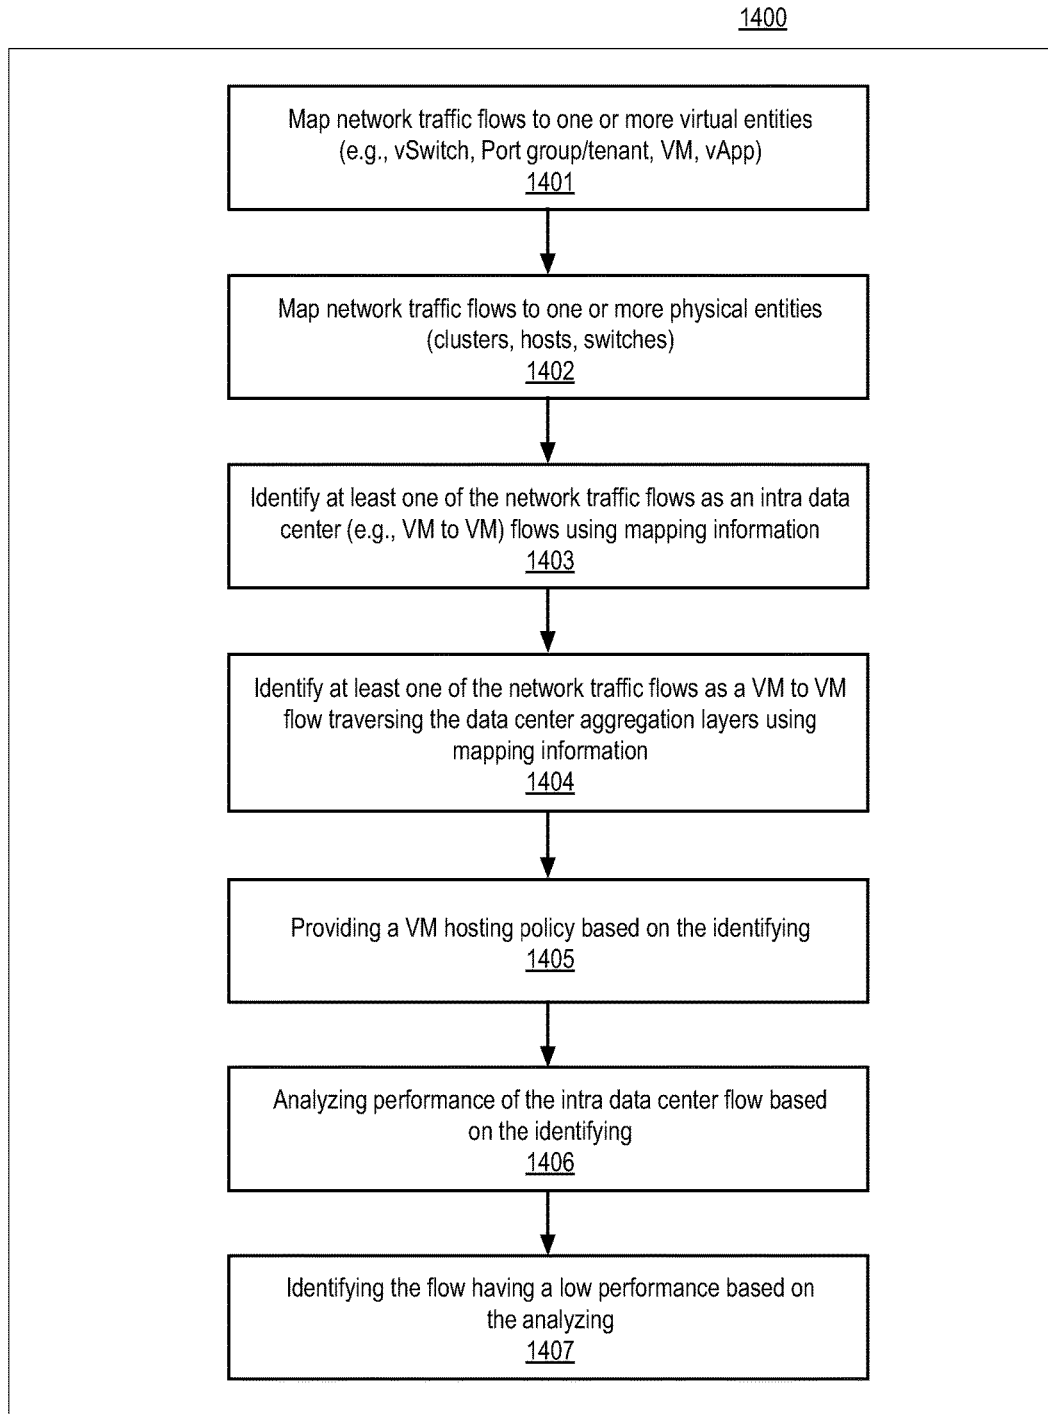 1400
Map network traffic flows to one or more virtual entities
(e.g., vSwitch, Port group/tenant, VM, vApp)
1401
Map network traffic flows to one or more physical entities
(clusters, hosts, switches)
1402
Identify at least one of the network traffic flows as an intra data
center (e.g., VM to VM) flows using mapping information
1403
Identify at least one of the network traffic flows as a VM to VM
flow traversing the data center aggregation layers using
mapping information
1404
Providing a VM hosting policy based on the identifying
1405
Analyzing performance of the intra data center flow based
on the identifying
1406
Identifying the flow having a low performance based on
the analyzing
1407